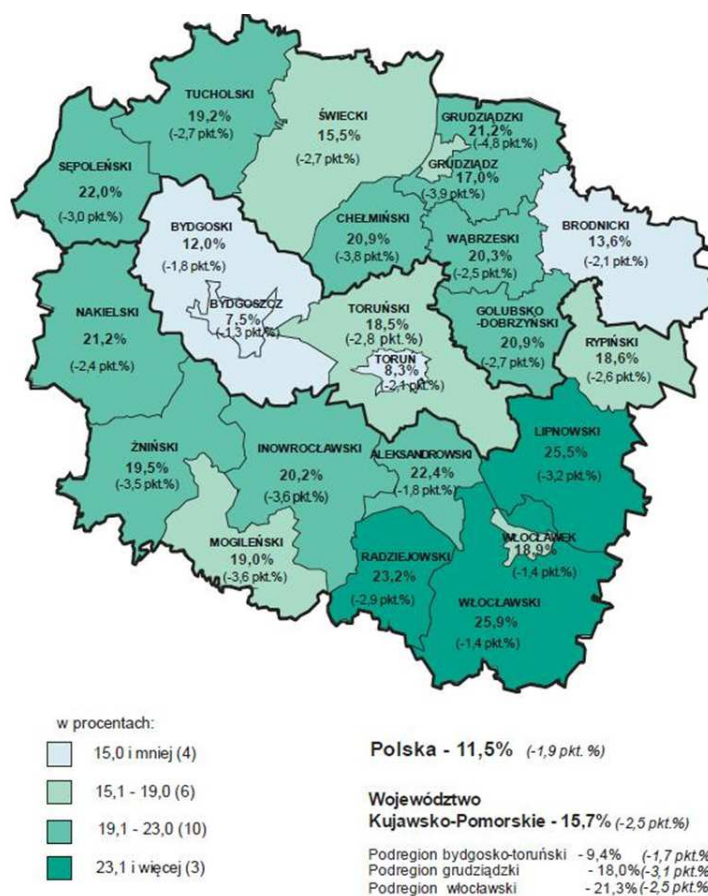 TUCHOLSKI
19,2%
(-2,7 pkt.%)
ŚWIECKI
15,5%
(-2,7 pkt.%)
GRUDZIĄDZKI
21,2%
(-4,8 pkt.%)
GRUDZIĄDZ
17,0%
(-3,9 pkt.%)
SĘPOLEŃSKI
22,0%
(-3,0 pkt.%)
BYDGOSKI
12,0%
(-1,8 pkt.%)
CHEŁMIŃSKI
20,9%
(-3,8 pkt.%)
WĄBRZESKI
20,3%
(-2,5 pkt.%)
BRODNICKI
13,6%
(-2,1 pkt.%)
NAKIELSKI
21,2%
(-2,4 pkt.%)
BYDGOSZCZ
7,5%
(-1,3 pkt.%)
TORUŃSKI
18,5%
(-2,8 pkt.%)
TORUŃ
8,3%
(-2,1 pkt.%)
GOLUBSKO
-DOBRZYŃSKI
20,9%
(-2,7 pkt.%)
RYPIŃSKI
18,6%
(-2,6 pkt.%)
ŻNIŃSKI
19,5%
(-3,5 pkt.%)
INOWROCŁAWSKI
20,2%
(-3,6 pkt.%)
ALEKSANDROWSKI
22,4%
(-1,8 pkt.%)
LIPNOWSKI
25,5%
(-3,2 pkt.%)
MOGILEŃSKI
19,0%
(-3,6 pkt.%)
RADZIEJOWSKI
23,2%
(-2,9 pkt.%)
WŁOCŁAWEK
18,9%
(-1,4 pkt.%)
WŁOCŁAWSKI
25,9%
(-1,4 pkt.%)
w procentach:
15,0 i mniej (4)
15,1 - 19,0 (6)
19,1 - 23,0 (10)
23,1 i więcej (3)
Polska - 11,5% (-1,9 pkt. %)
Województwo
Kujawsko-Pomorskie - 15,7% (-2,5 pkt.%)
Podregion bydgosko-toruński - 9,4% (-1,7 pkt.%)
Podregion grudziądzki - 18,0% (-3,1 pkt.%)
Podregion włocławski - 21,3% (-2,5 pkt.%)